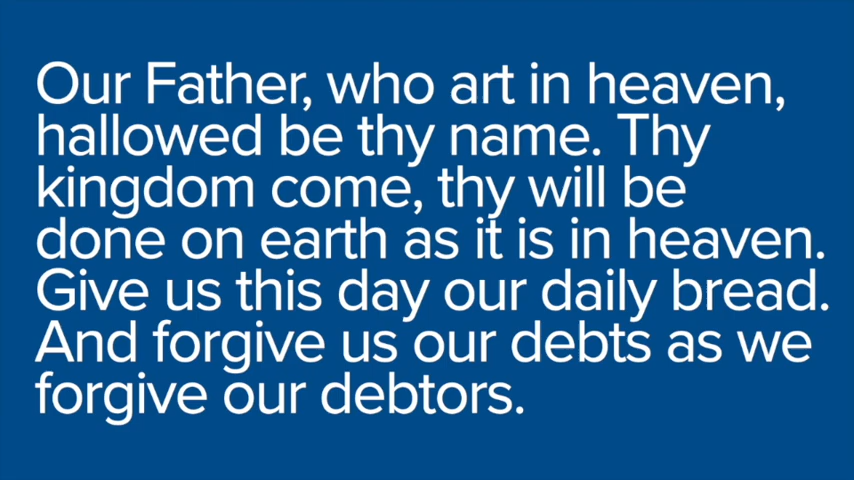 Our Father, who art in heaven,
hallowed be thy name. Thy
kingdom come, thy will be
done on earth as it is in heaven.
Give us this day our daily bread.
And forgive us our debts as we
forgive our debtors.